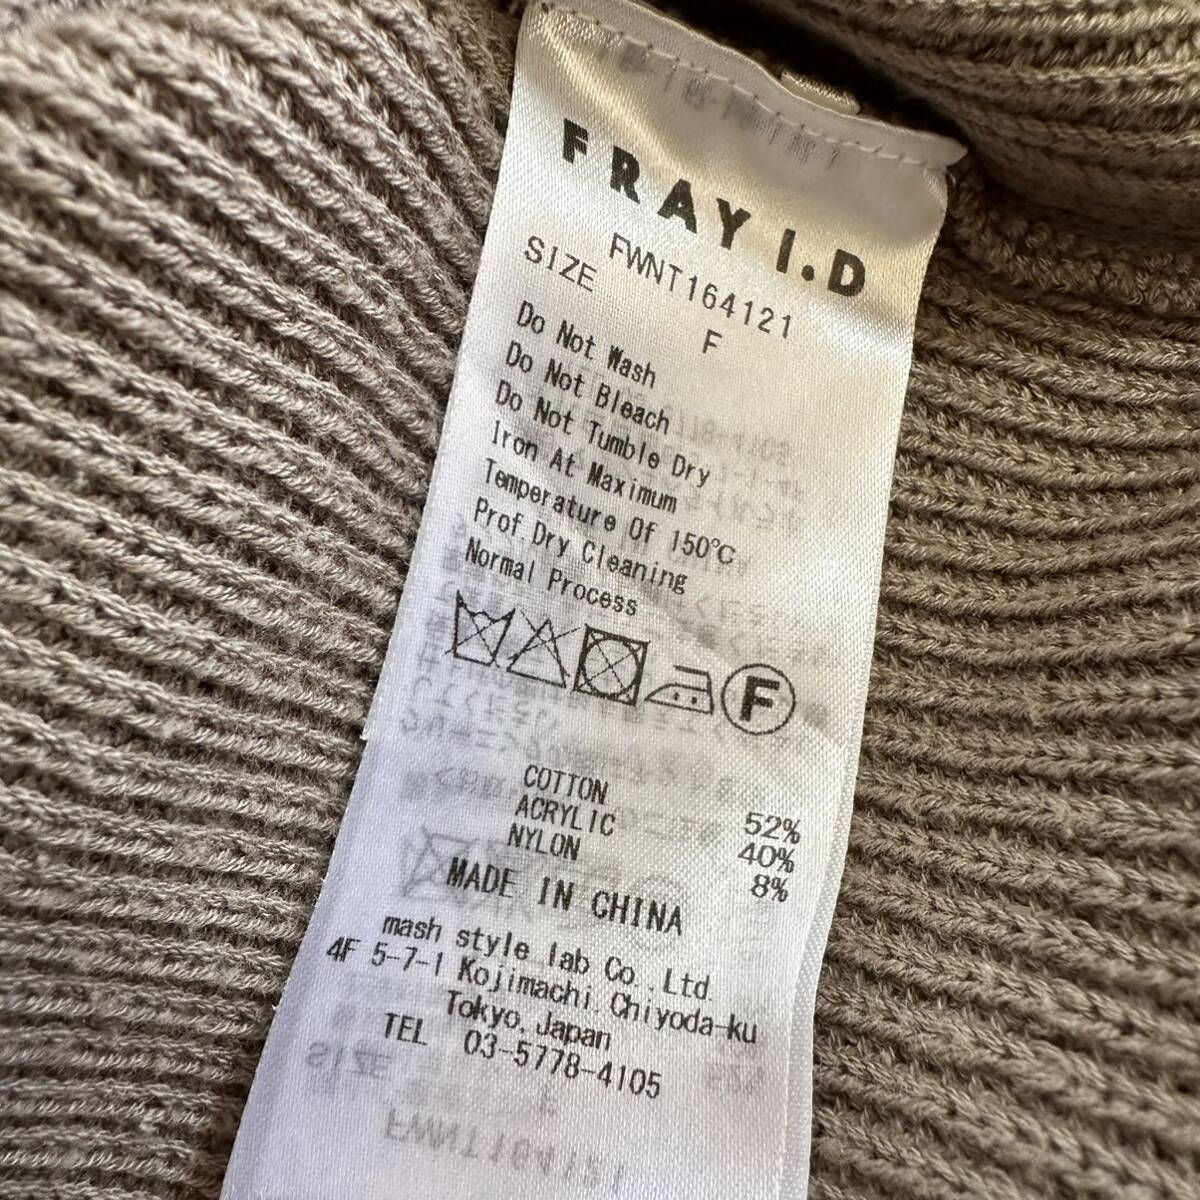 FRAY I.D
FWNT164121
SIZE F
Do Not Wash
Do Not Bleach
Do Not Tumble Dry
Iron At Maximum
Temperature Of 150℃
Prof.Dry Cleaning
Normal Process
F
COTTON 52%
ACRYLIC 40%
NYLON 8%
MADE IN CHINA
mash style lab Co.,Ltd.
4F 5-7-1 Kojimachi Chiyoda-ku
Tokyo,Japan
TEL 03-5778-4105